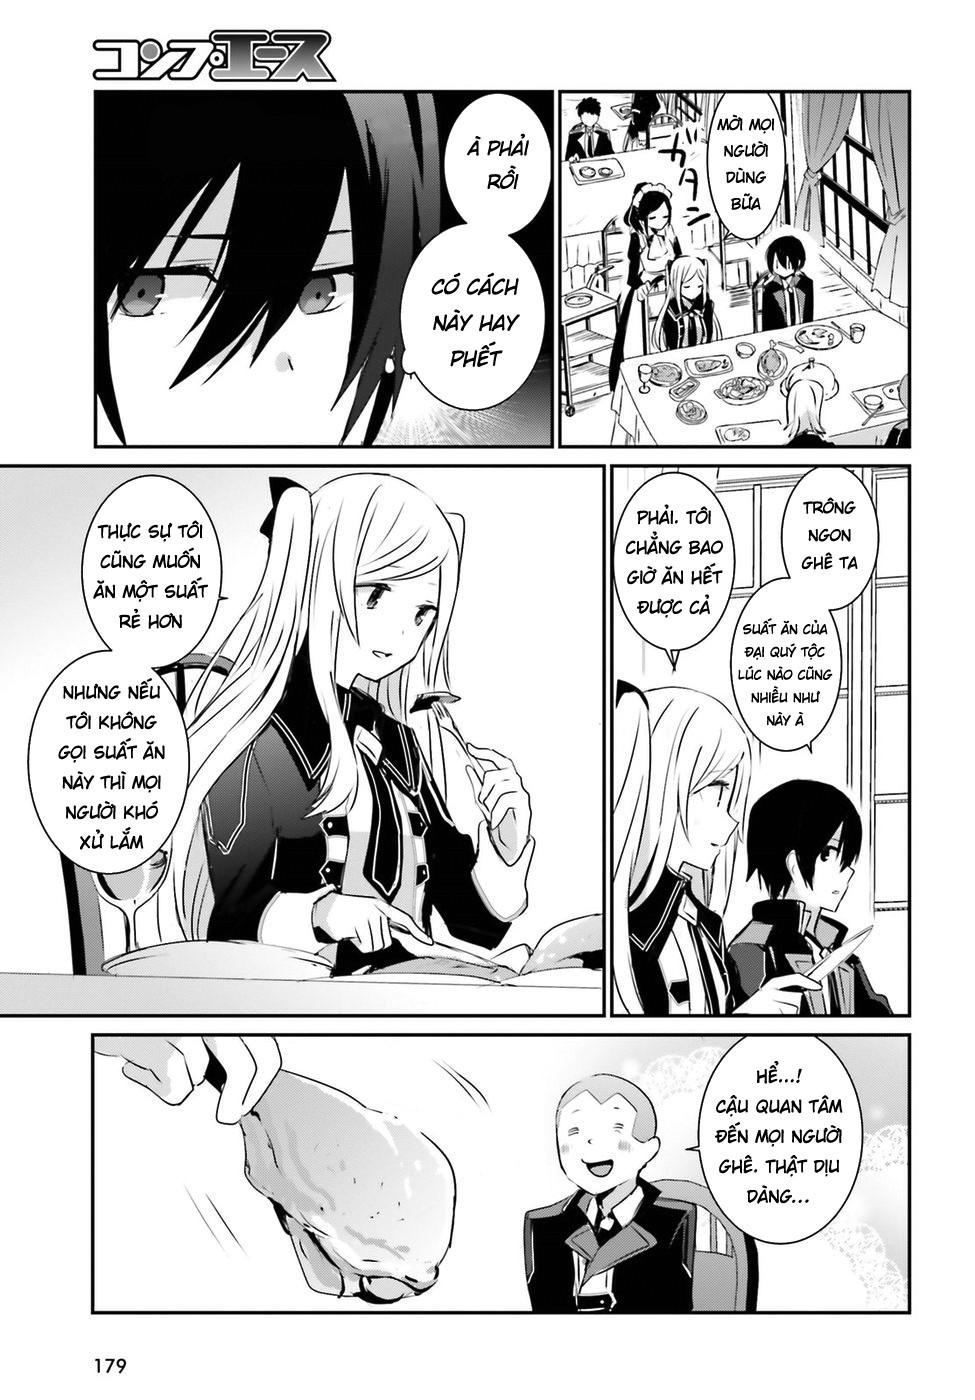 コンプエース
MỜI MỌI
NGƯỜI
DÙNG
BỮA
ガタン
À PHẢI
RỒI
CÓ CÁCH
NÀY HAY
PHẾT
TRÔNG
NGON
GHÊ TA
SUẤT ĂN CỦA
ĐẠI QUÝ TỘC
LÚC NÀO CŨNG
NHIỀU NHƯ
NÀY À
PHẢI. TÔI
CHẲNG BAO
GIỜ ĂN HẾT
ĐƯỢC CẢ
THỰC SỰ TÔI
CŨNG MUỐN
ĂN MỘT SUẤT
RẺ HƠN
NHƯNG NẾU
TÔI KHÔNG
GỌI SUẤT ĂN
NÀY THÌ MỌI
NGƯỜI KHÓ
XỬ LẮM
HỂ...!
CẬU QUAN TÂM
ĐẾN MỌI NGƯỜI
GHÊ. THẬT DỊU
DÀNG...
179